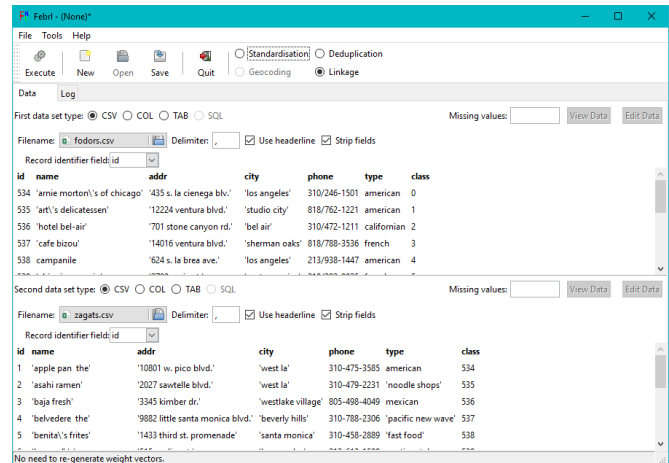 Febrl - (None)*
File Tools Help
Execute New Open Save Quit Standardisation Deduplication
Geocoding Linkage
Data Log
First data set type: CSV COL TAB SQL Missing values: View Data Edit Data
Filename: fodors.csv Delimiter: , Use headerline Strip fields
Record identifier field: id
id name addr city phone type class
534 'arnie morton\'s of chicago' '435 s. la cienega blv.' 'los angeles' 310/246-1501 american 0
535 'art\'s delicatessen' '12224 ventura blvd.' 'studio city' 818/762-1221 american 1
536 'hotel bel-air' '701 stone canyon rd.' 'bel air' 310/472-1211 californian 2
537 'cafe bizou' '14016 ventura blvd.' 'sherman oaks' 818/788-3536 french 3
538 campanile '624 s. la brea ave.' 'los angeles' 213/938-1447 american 4
Second data set type: CSV COL TAB SQL Missing values: View Data Edit Data
Filename: zagats.csv Delimiter: , Use headerline Strip fields
Record identifier field: id
id name addr city phone type class
1 'apple pan the' '10801 w. pico blvd.' 'west la' 310-475-3585 american 534
2 'asahi ramen' '2027 sawtelle blvd.' 'west la' 310-479-2231 'noodle shops' 535
3 'baja fresh' '3345 kimber dr.' 'westlake village' 805-498-4049 mexican 536
4 'belvedere the' '9882 little santa monica blvd.' 'beverly hills' 310-788-2306 'pacific new wave' 537
5 'benita\'s frites' '1433 third st. promenade' 'santa monica' 310-458-2889 'fast food' 538
No need to re-generate weight vectors.